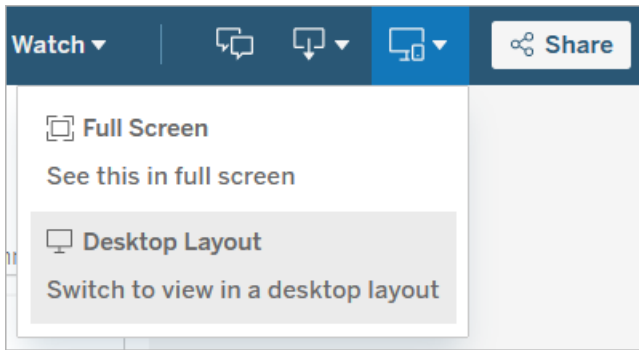 Watch
Share
Full Screen
See this in full screen
Desktop Layout
Switch to view in a desktop layout